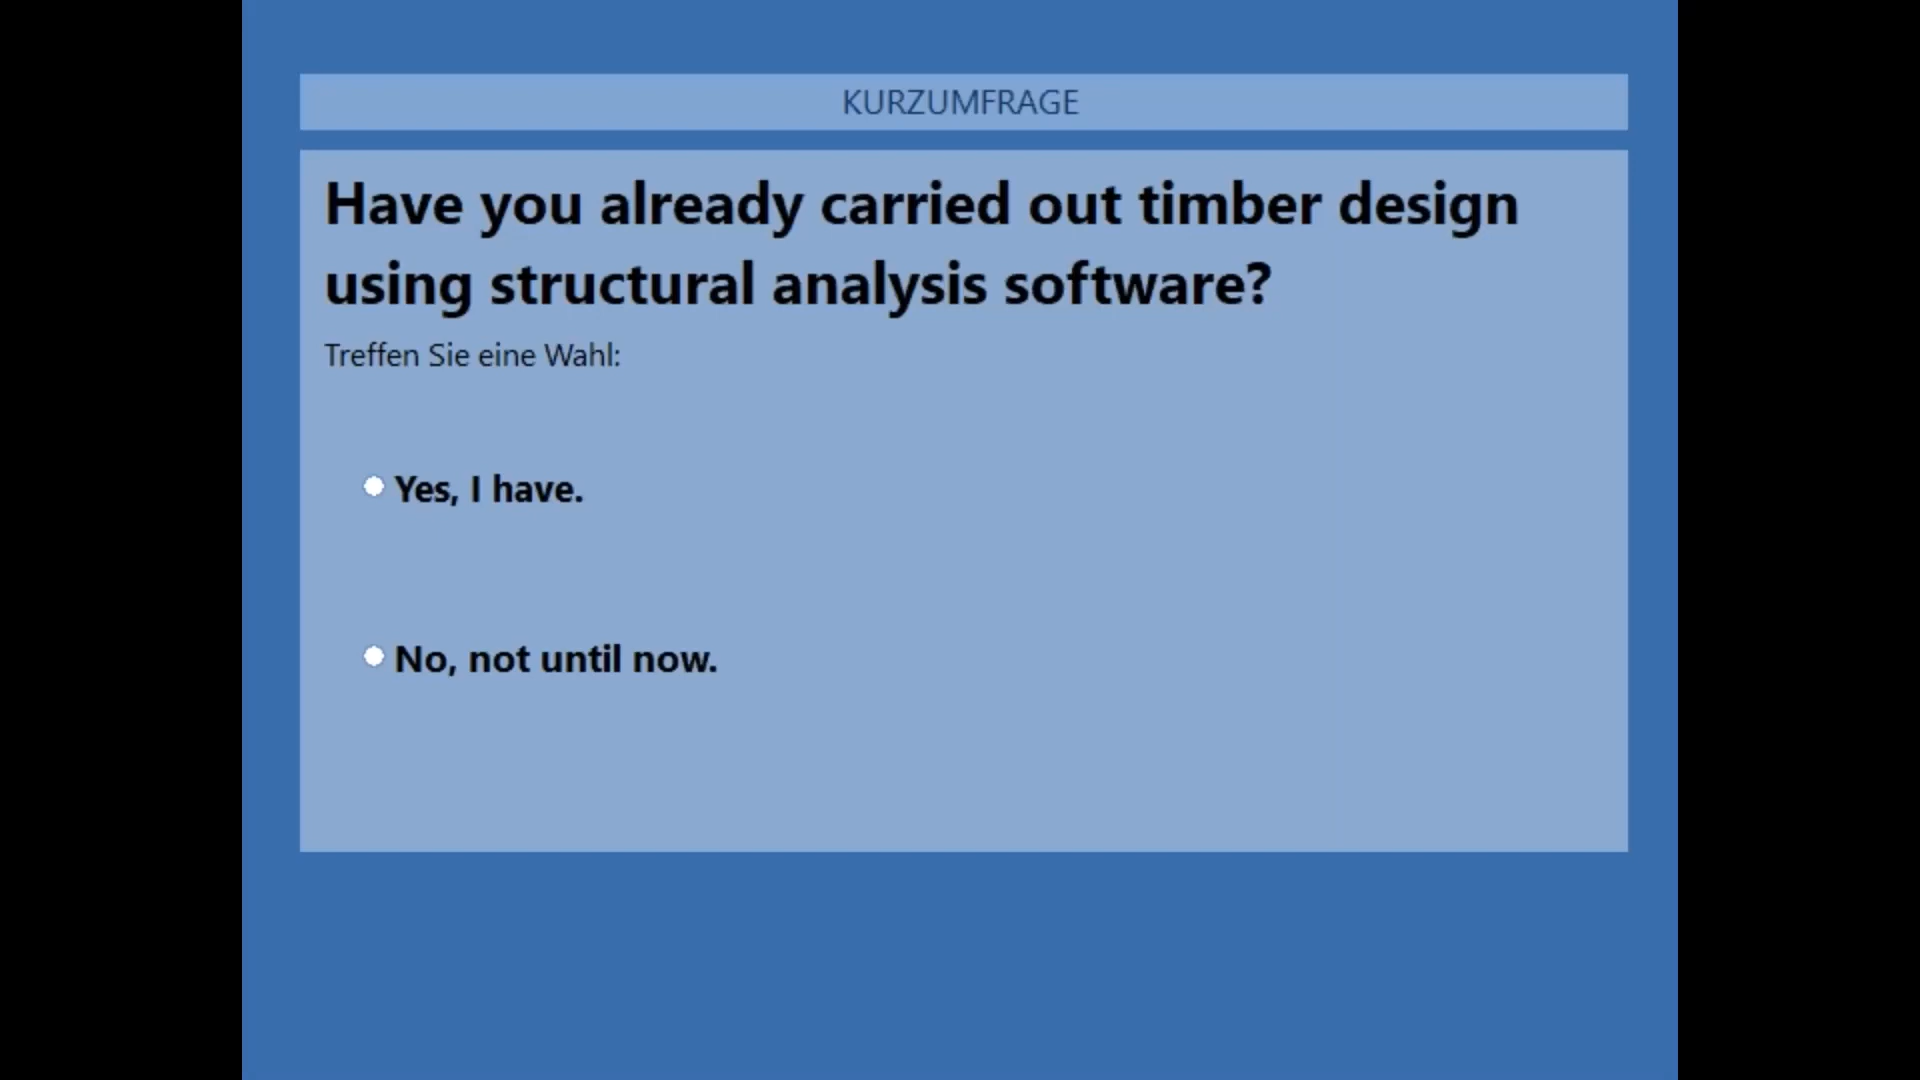 KURZUMFRAGE
Have you already carried out timber design
using structural analysis software?
Treffen Sie eine Wahl:
Yes, I have.
No, not until now.